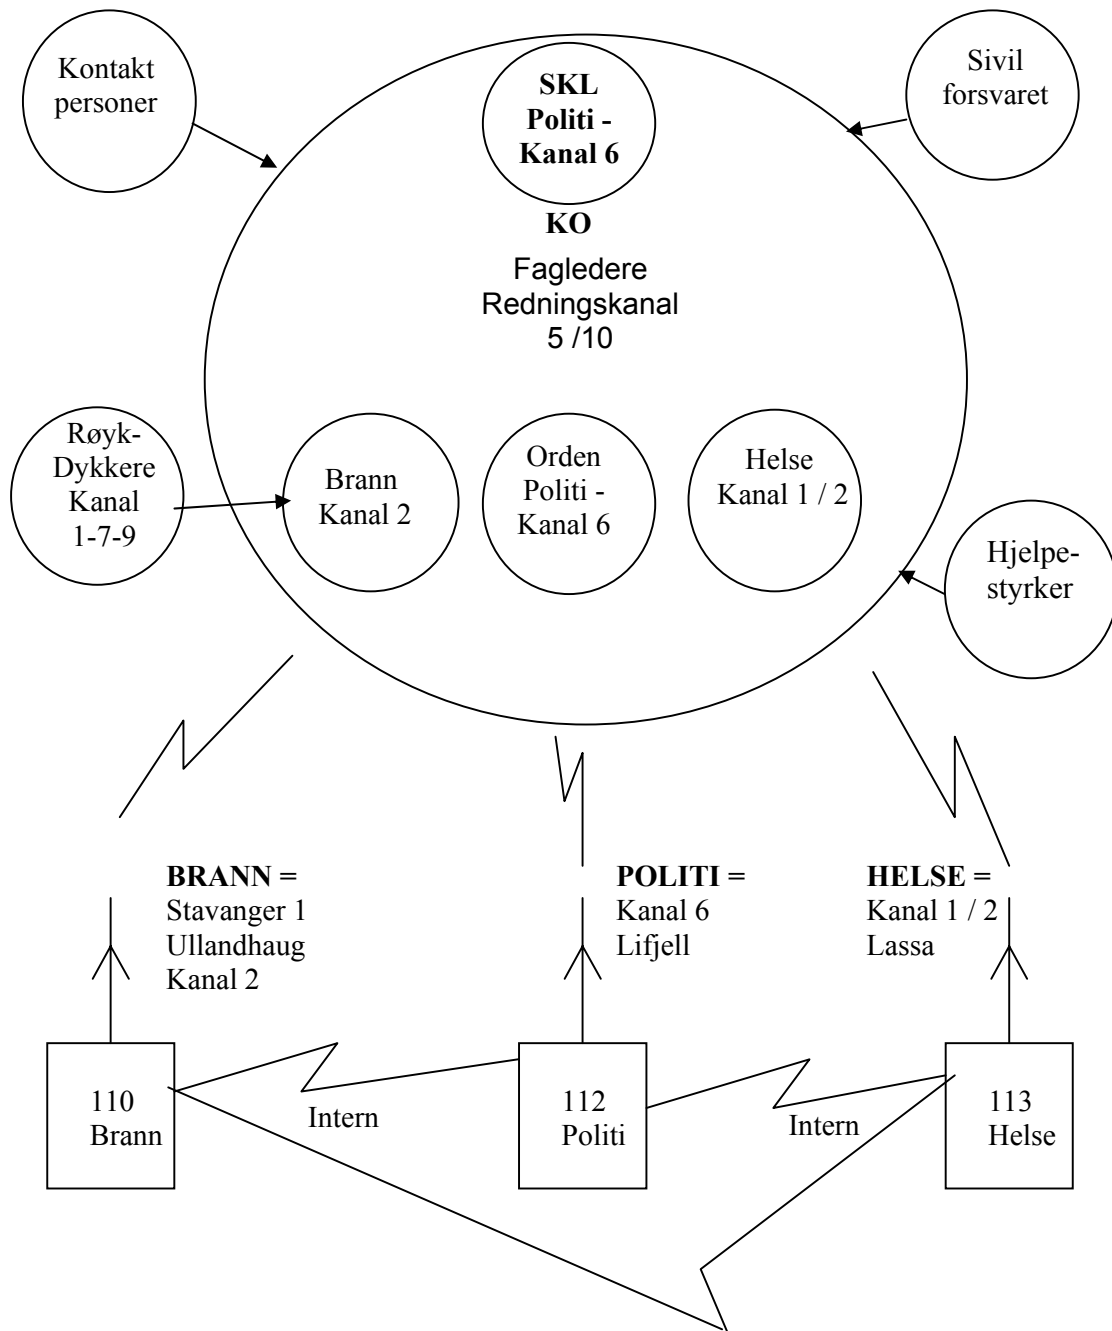 Kontakt
personer
SKL
Politi -
Kanal 6
Sivil
forsvaret
KO
Fagledere
Redningskanal
5 /10
Røyk-
Dykkere
Kanal
1-7-9
Brann
Kanal 2
Orden
Politi -
Kanal 6
Helse
Kanal 1 / 2
Hjelpe-
styrker
BRANN =
Stavanger 1
Ullandhaug
Kanal 2
POLITI =
Kanal 6
Lifjell
HELSE =
Kanal 1 / 2
Lassa
110
Brann
Intern
112
Politi
Intern
113
Helse